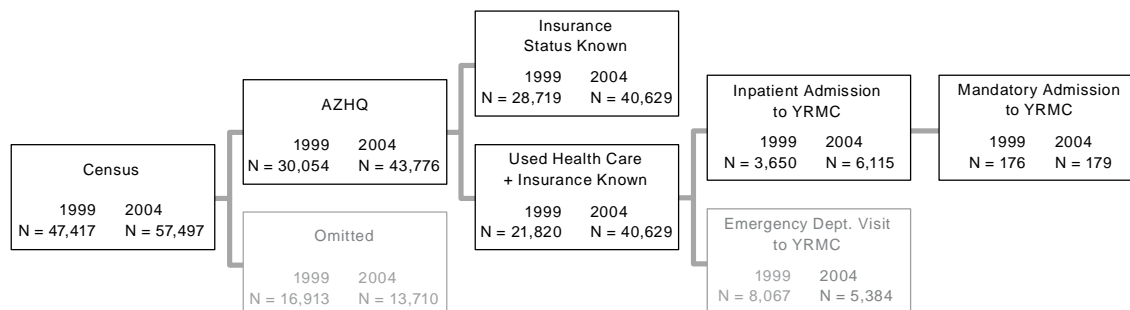 Census
1999 2004
N = 47,417 N = 57,497
AZHQ
1999 2004
N = 30,054 N = 43,776
Omitted
1999 2004
N = 16,913 N = 13,710
Insurance
Status Known
1999 2004
N = 28,719 N = 40,629
Used Health Care
+ Insurance Known
1999 2004
N = 21,820 N = 40,629
Inpatient Admission
to YRMC
1999 2004
N = 3,650 N = 6,115
Emergency Dept. Visit
to YRMC
1999 2004
N = 8,067 N = 5,384
Mandatory Admission
to YRMC
1999 2004
N = 176 N = 179